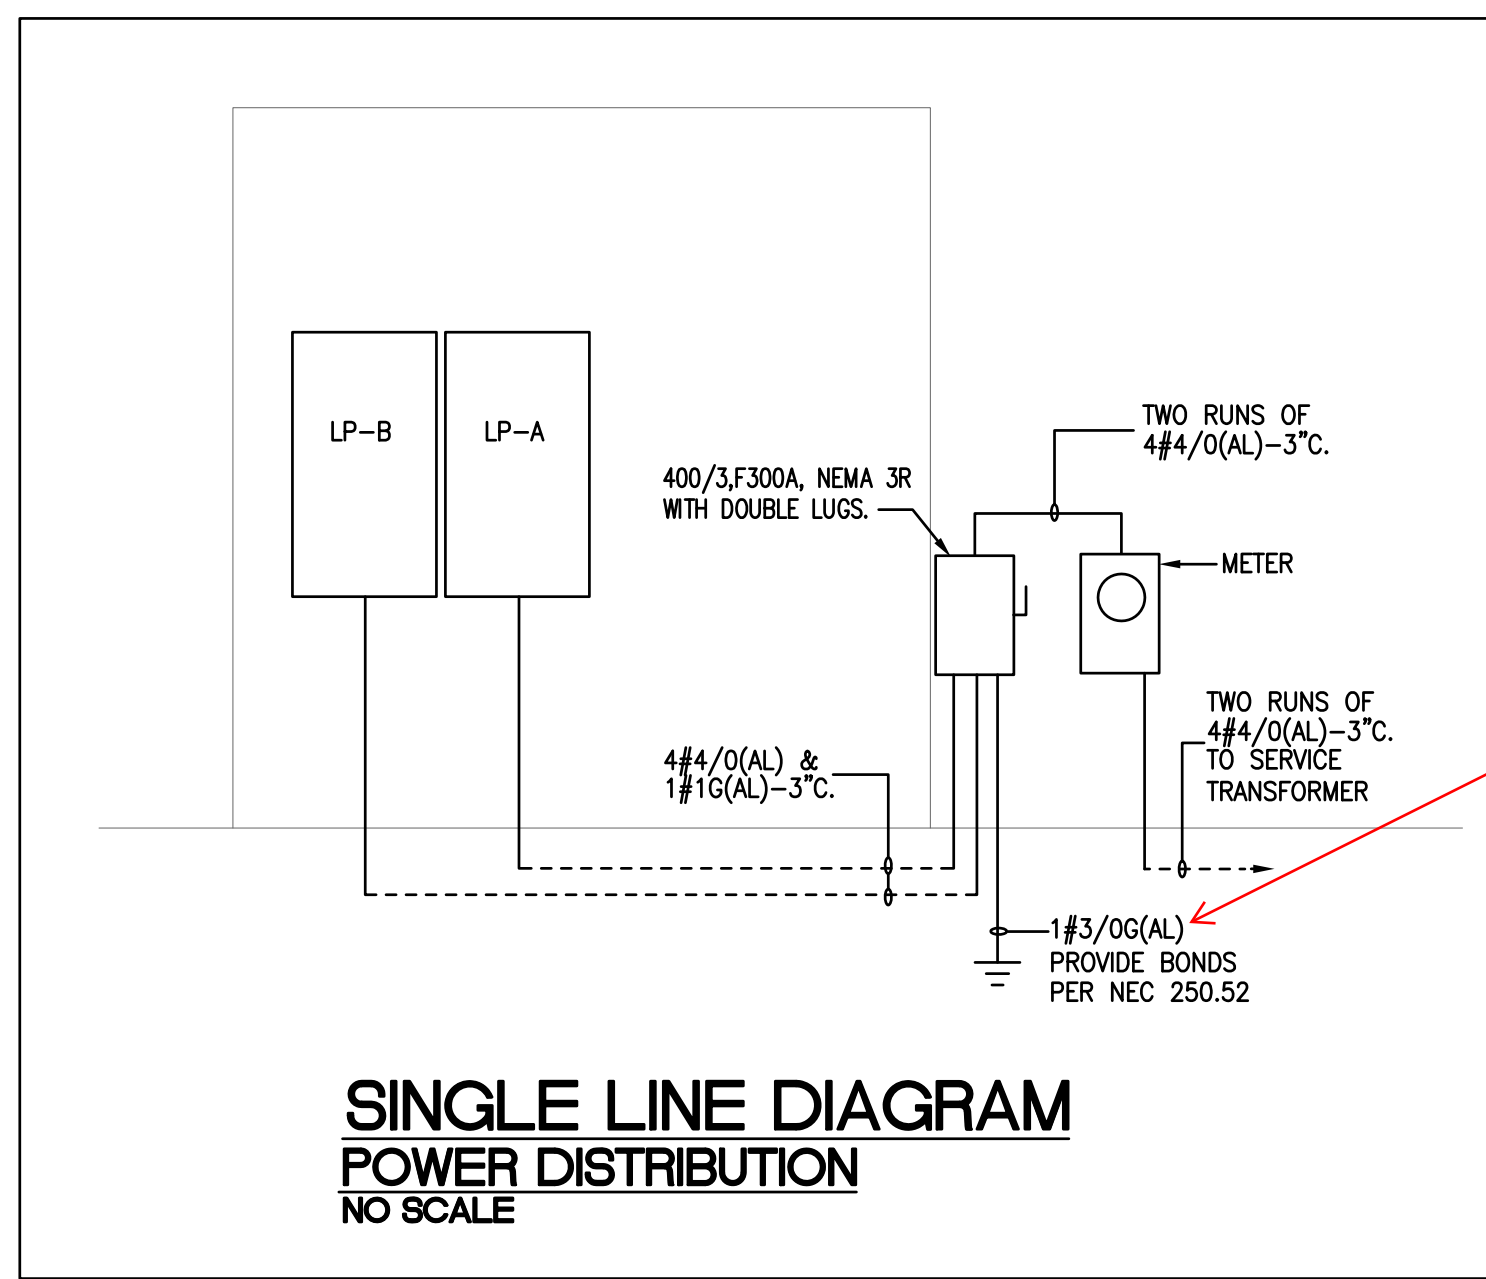 LP-B
LP-A
400/3,F300A, NEMA 3R
WITH DOUBLE LUGS.
TWO RUNS OF
4#4/0(AL)-3"C.
METER
TWO RUNS OF
4#4/0(AL)-3"C.
TO SERVICE
TRANSFORMER
4#4/0(AL) &
1#1G(AL)-3"C.
1#3/0G(AL)
PROVIDE BONDS
PER NEC 250.52
SINGLE LINE DIAGRAM
POWER DISTRIBUTION
NO SCALE